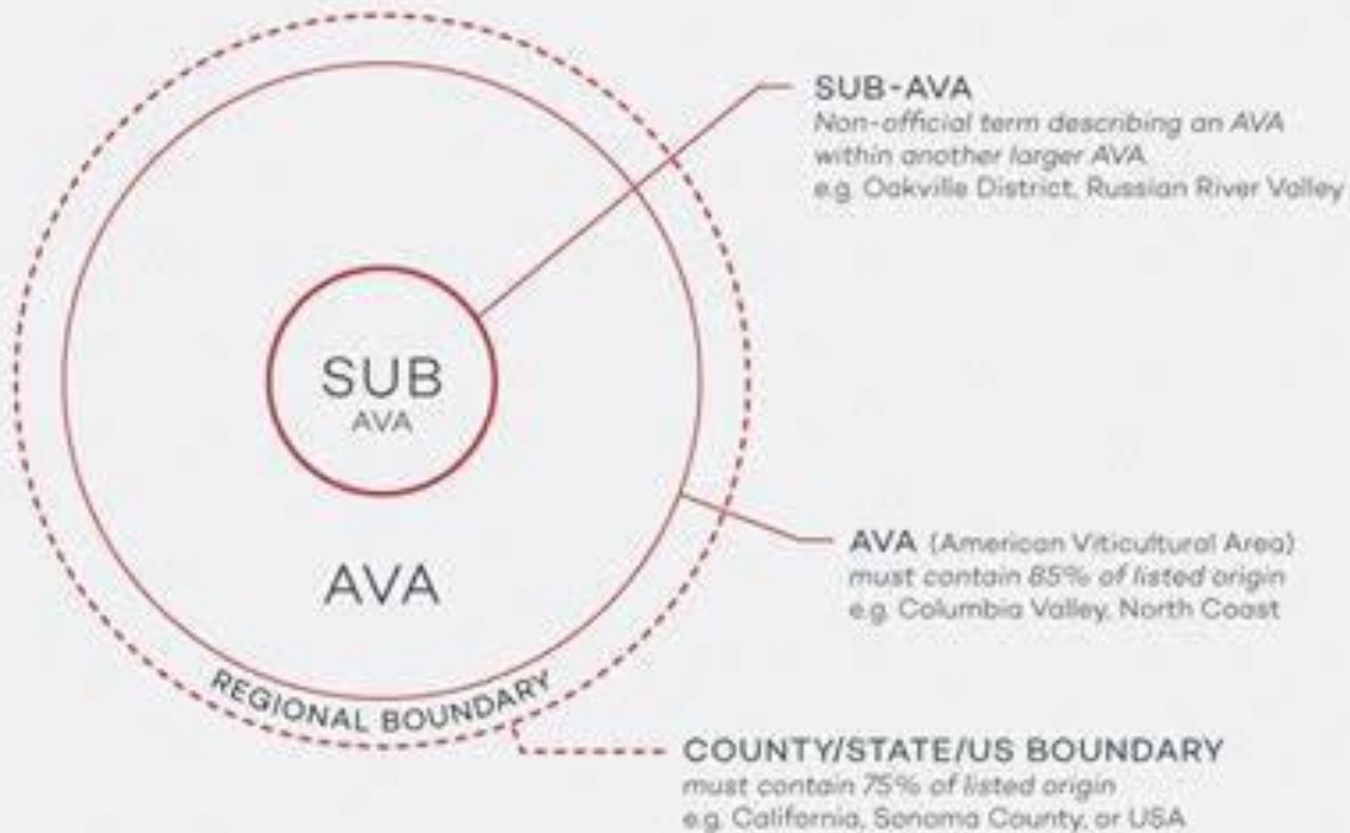 SUB-AVA
Non-official term describing an AVA
within another larger AVA
e.g. Oakville District, Russian River Valley
SUB
AVA
AVA
AVA (American Viticultural Area)
must contain 85% of listed origin
e.g. Columbia Valley, North Coast
REGIONAL BOUNDARY
COUNTY/STATE/US BOUNDARY
must contain 75% of listed origin
e.g. California, Sonoma County, or USA